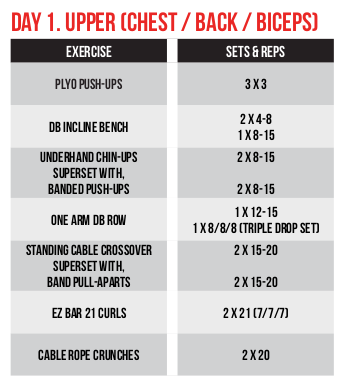 DAY 1. UPPER (CHEST / BACK / BICEPS)
EXERCISE
SETS & REPS
PLYO PUSH-UPS
3 X 3
DB INCLINE BENCH
2 X 4-8
1 X 8-15
UNDERHAND CHIN-UPS
SUPERSET WITH,
BANDED PUSH-UPS
2 X 8-15
2 X 8-15
ONE ARM DB ROW
1 X 12-15
1 X 8/8/8 (TRIPLE DROP SET)
STANDING CABLE CROSSOVER
SUPERSET WITH,
BAND PULL-APARTS
2 X 15-20
2 X 15-20
EZ BAR 21 CURLS
2 X 21 (7/7/7)
CABLE ROPE CRUNCHES
2 X 20